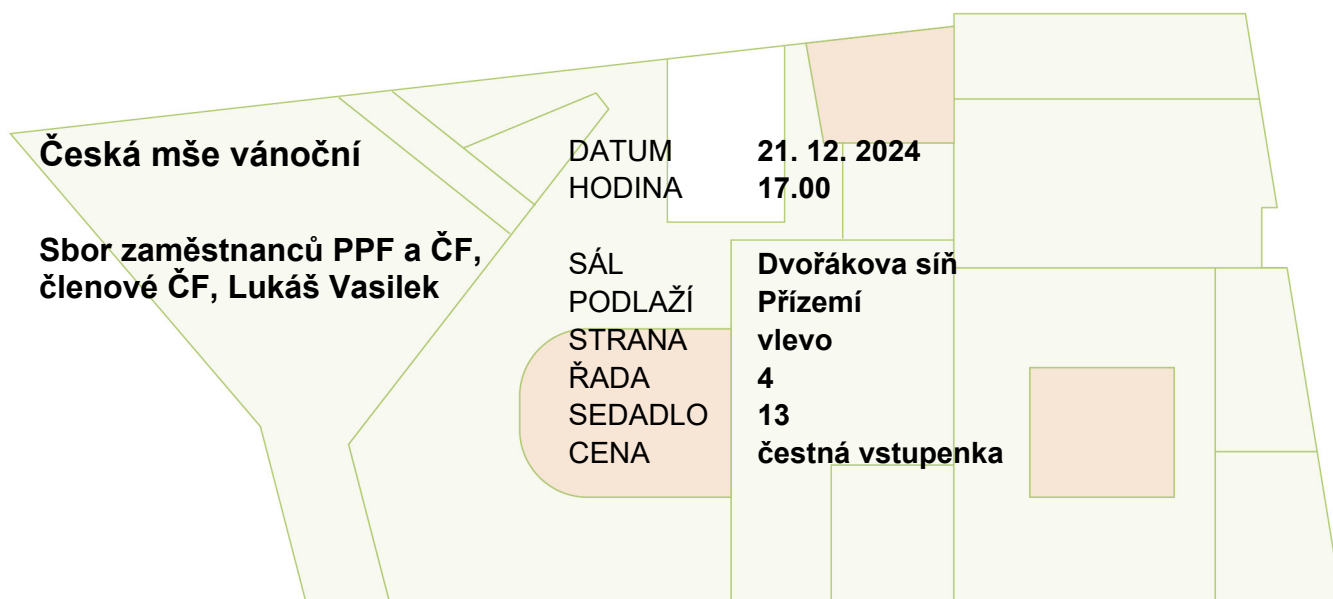 Česká mše vánoční
Sbor zaměstnanců PPF a ČF,
členové ČF, Lukáš Vasilek
DATUM 21. 12. 2024
HODINA 17.00
SÁL Dvořákova síň
PODLAŽÍ Přízemí
STRANA vlevo
ŘADA 4
SEDADLO 13
CENA čestná vstupenka